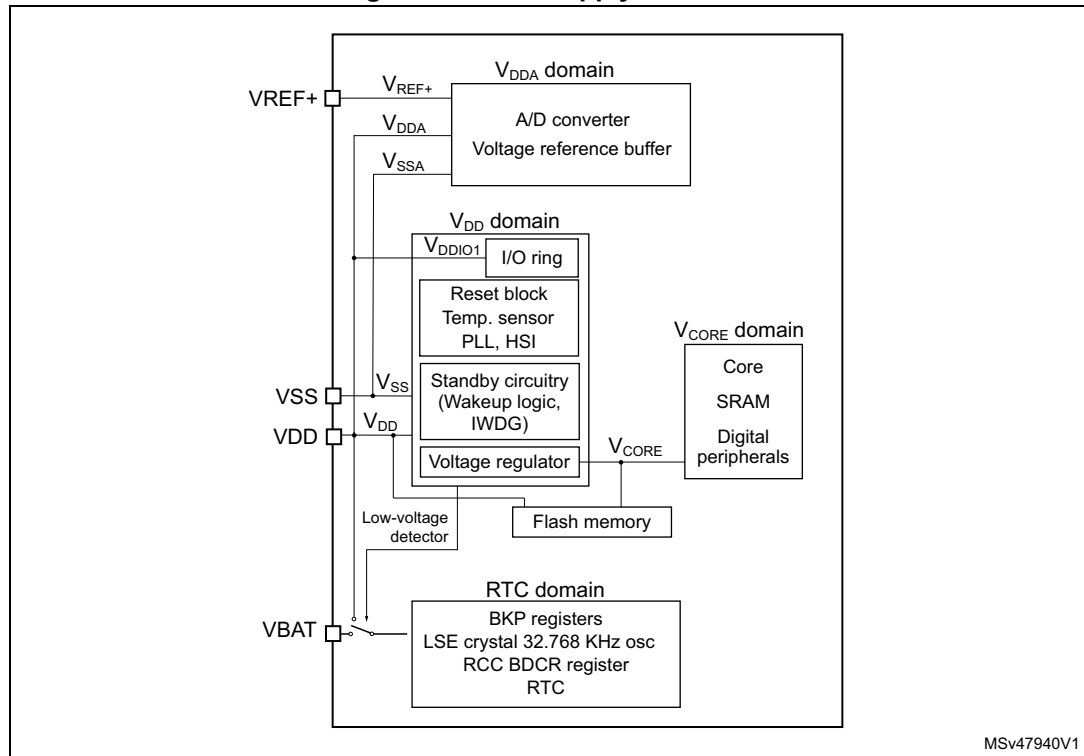 VREF+
VREF+
VDDA domain
A/D converter
Voltage reference buffer
VDDA
VSSA
VDD domain
VDDIO1
I/O ring
Reset block
Temp. sensor
PLL, HSI
VSS
VSS
Standby circuitry
(Wakeup logic,
IWDG)
VDD
VDD
Voltage regulator
VCORE
VCORE domain
Core
SRAM
Digital
peripherals
Flash memory
Low-voltage
detector
RTC domain
VBAT
BKP registers
LSE crystal 32.768 KHz osc
RCC BDCR register
RTC
MSv47940V1